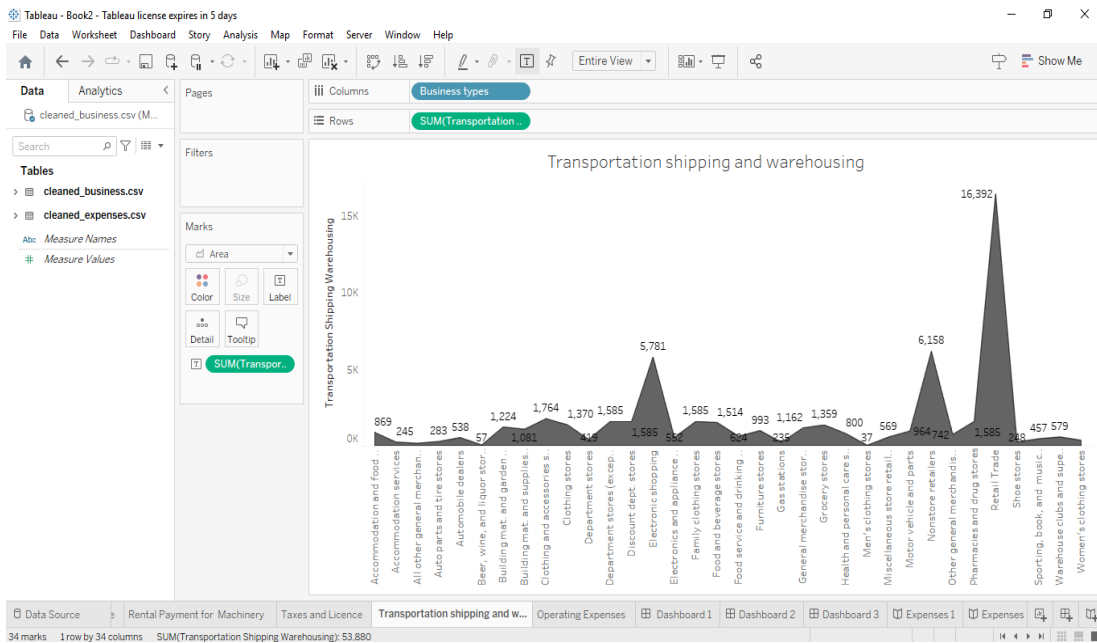 Tableau - Book2 - Tableau license expires in 5 days
File Data Worksheet Dashboard Story Analysis Map Format Server Window Help
Entire View
Show Me
Data Analytics
cleaned_business.csv (M...
Search
Tables
cleaned_business.csv
cleaned_expenses.csv
Abc Measure Names
# Measure Values
Pages
Filters
Marks
Area
Color Size Label
Detail Tooltip
SUM(Transpor..
Columns Business types
Rows SUM(Transportation ..
Transportation shipping and warehousing
Transportation Shipping Warehousing
15K
10K
5K
0K
869
245
283
538
57
1,224
1,081
1,764
1,370
419
1,585
1,585
5,781
552
1,585
1,514
624
993
235
1,162
1,359
800
37
569
964
6,158
742
1,585
16,392
248
457
579
Accommodation and food ..
Accommodation services
All other general merchan..
Auto parts and tire stores
Automobile dealers
Beer, wine, and liquor stor..
Building mat. and garden ..
Building mat. and supplies..
Clothing and accessories s..
Clothing stores
Department stores
Department stores (excep..
Discount dept. stores
Electronic shopping
Electronics and appliance ..
Family clothing stores
Food and beverage stores
Food service and drinking ..
Furniture stores
Gas stations
General merchandise stor..
Grocery stores
Health and personal care s..
Men's clothing stores
Miscellaneous store retail..
Motor vehicle and parts
Nonstore retailers
Other general merchandis..
Pharmacies and drug stores
Retail Trade
Shoe stores
Sporting, book, and music..
Warehouse clubs and supe..
Women's clothing stores
Data Source
Rental Payment for Machinery
Taxes and Licence
Transportation shipping and w...
Operating Expenses
Dashboard 1
Dashboard 2
Dashboard 3
Expenses 1
Expenses
34 marks 1 row by 34 columns SUM(Transportation Shipping Warehousing): 53,880